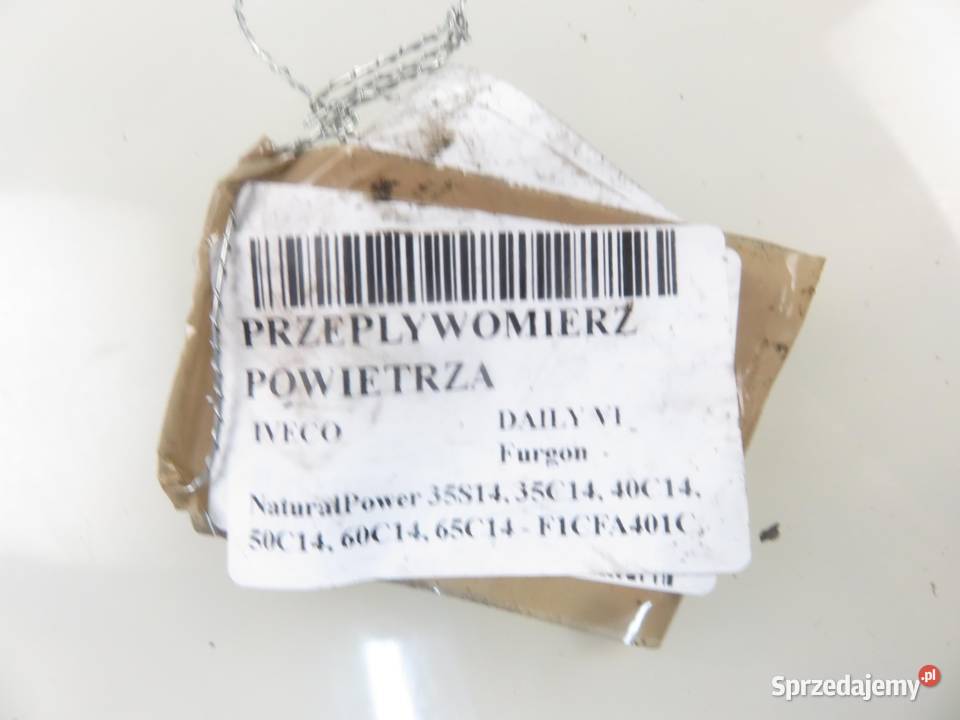 PRZEPLYWOMIERZ
POWIETRZA
IVECO DAILY VI
Furgon
NaturalPower 35S14, 35C14, 40C14,
50C14, 60C14, 65C14 - F1CFA401C,
Sprzedajemy.pl